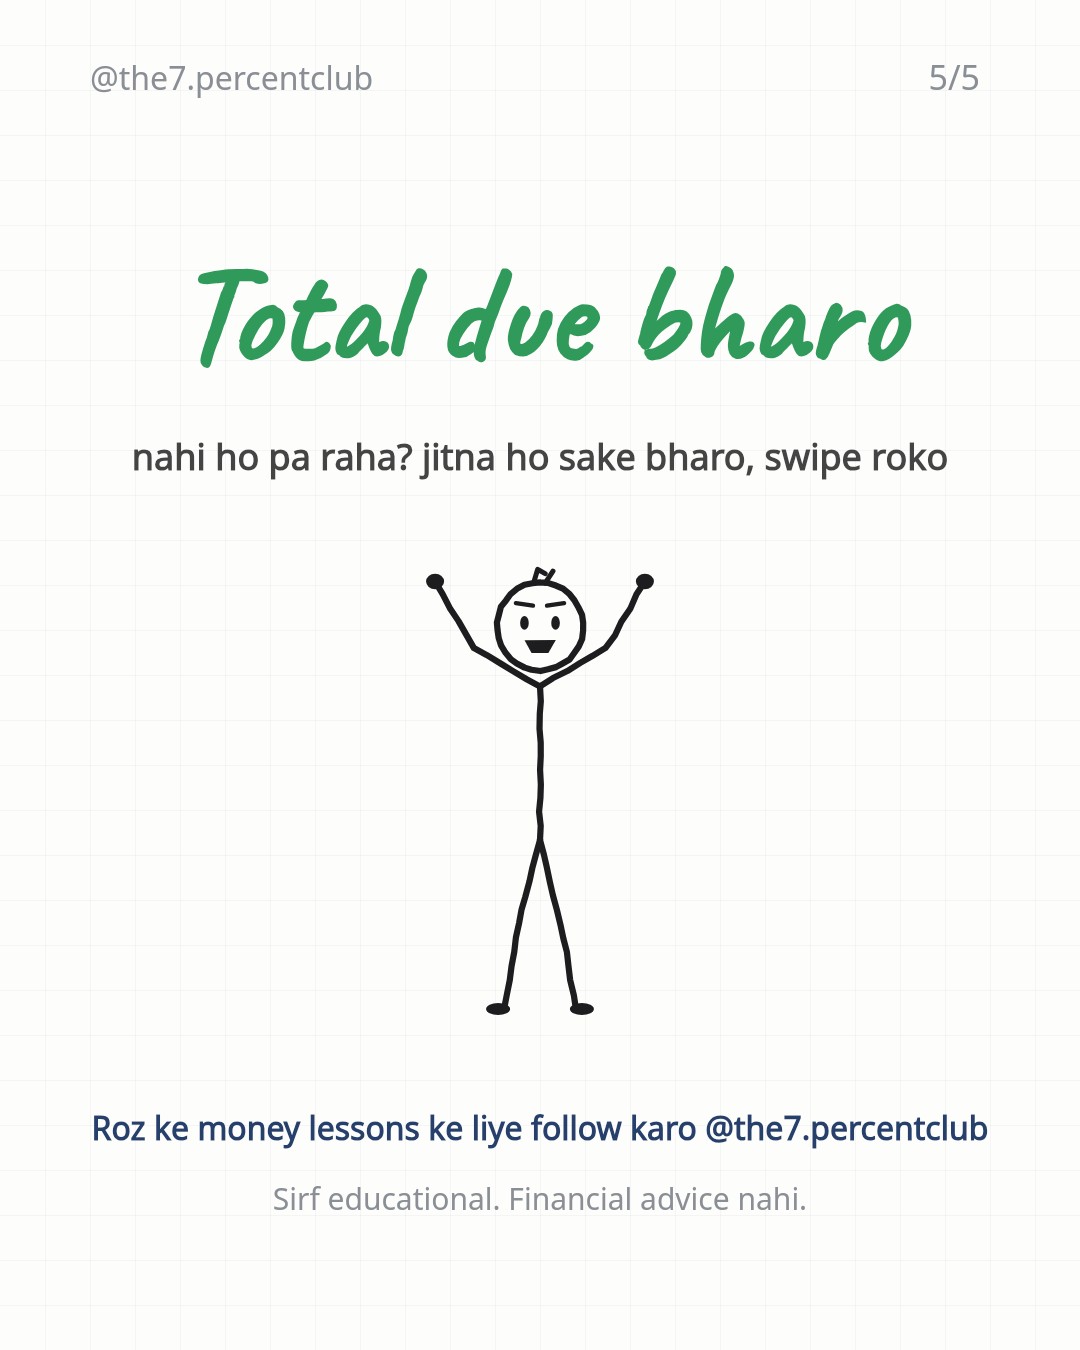 @the7.percentclub
5/5
Total due bharo
nahi ho pa raha? jitna ho sake bharo, swipe roko
Roz ke money lessons ke liye follow karo @the7.percentclub
Sirf educational. Financial advice nahi.